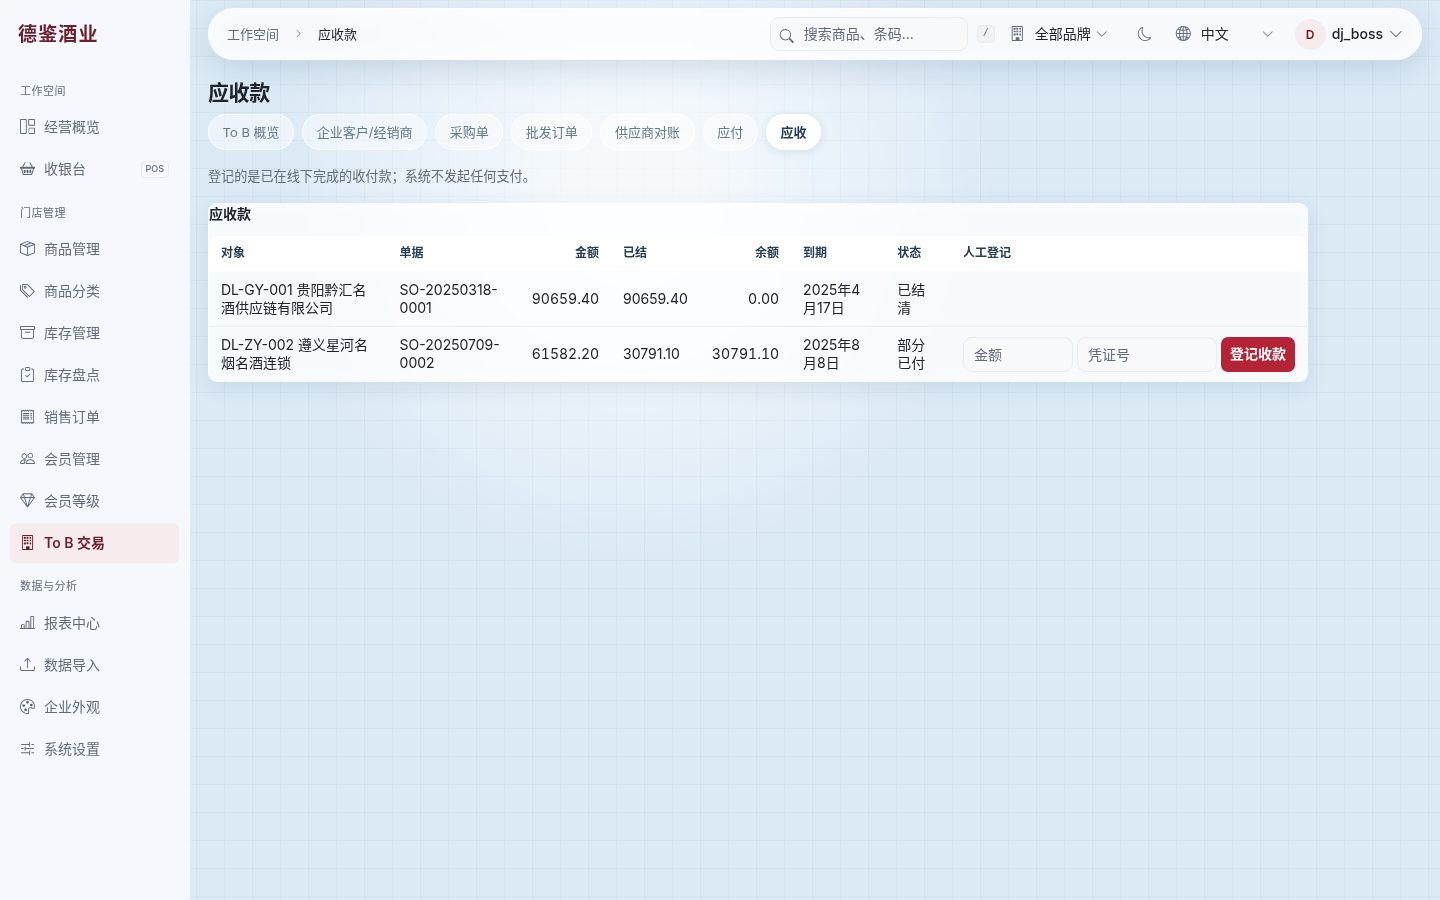 德鉴酒业
工作空间
经营概览
收银台 POS
门店管理
商品管理
商品分类
库存管理
库存盘点
销售订单
会员管理
会员等级
To B 交易
数据与分析
报表中心
数据导入
企业外观
系统设置
工作空间 应收款 搜索商品、条码... / 全部品牌 中文 D dj_boss
应收款
To B 概览 企业客户/经销商 采购单 批发订单 供应商对账 应付 应收
登记的是已在线下完成的收付款；系统不发起任何支付。
应收款
对象 单据 金额 已结 余额 到期 状态 人工登记
DL-GY-001 贵阳黔汇名 SO-20250318- 90659.40 90659.40 0.00 2025年4 已结
酒供应链有限公司 0001 月17日 清
DL-ZY-002 遵义星河名 SO-20250709- 61582.20 30791.10 30791.10 2025年8 部分 金额 凭证号 登记收款
烟名酒连锁 0002 月8日 已付